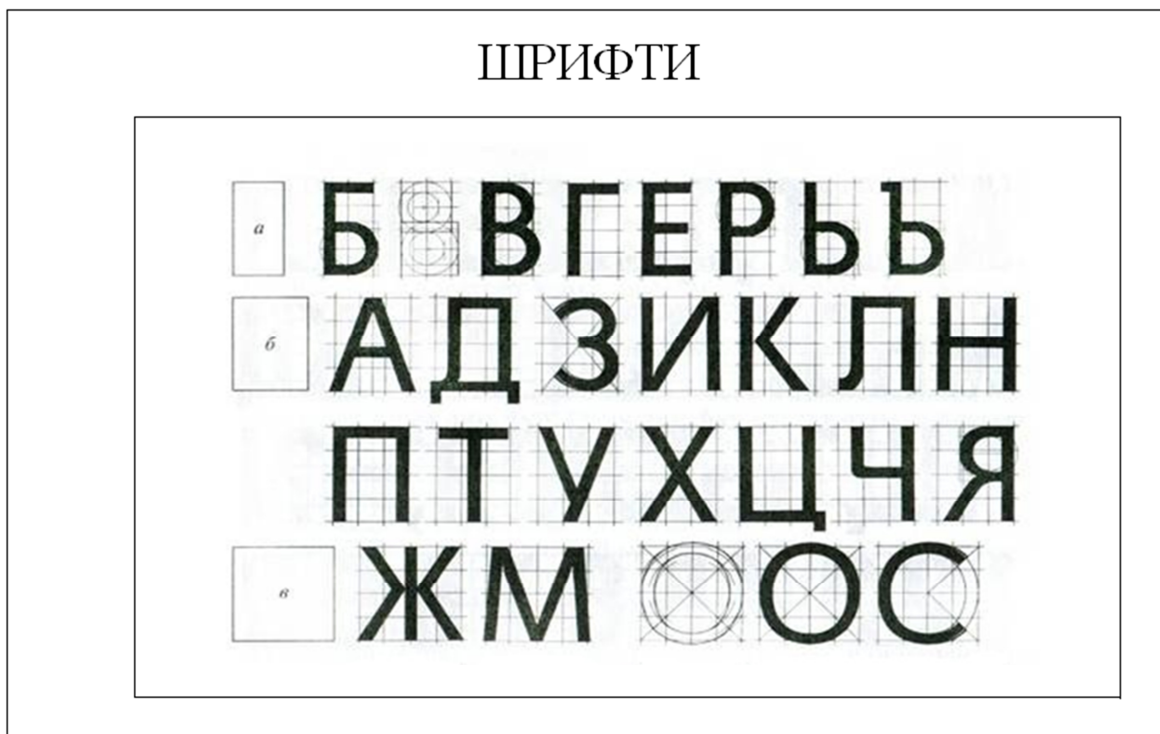 ШРИФТИ
а Б В Г Е Р Ь Ъ
б А Д З И К Л Н
П Т У Х Ц Ч Я
в Ж М О С